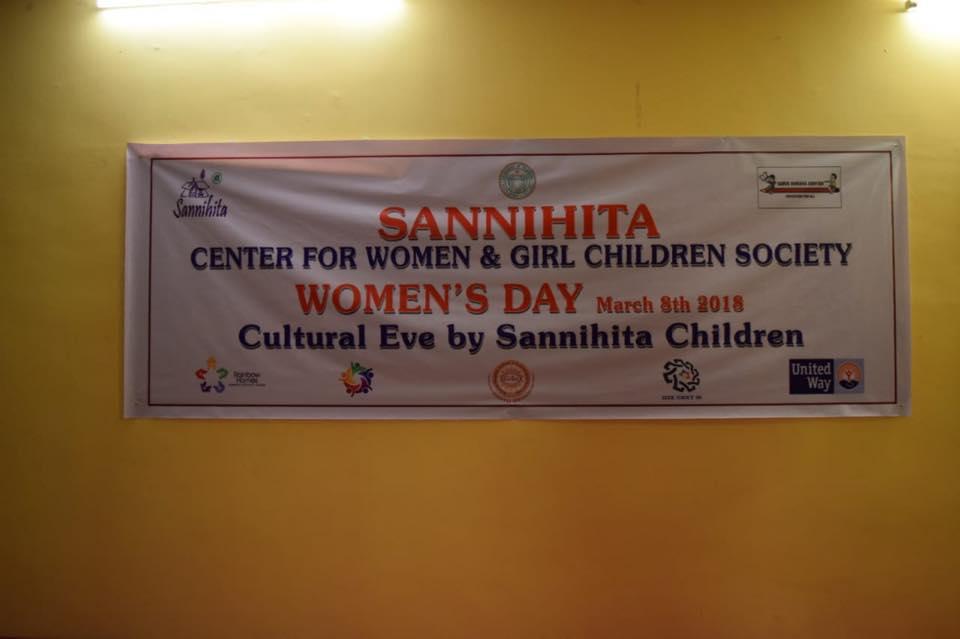 Sannihita
SANNIHITA
CENTER FOR WOMEN & GIRL CHILDREN SOCIETY
WOMEN'S DAY March 8th 2018
Cultural Eve by Sannihita Children
Rainbow
Homes
United
Way